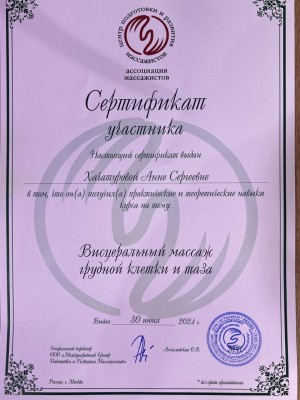 центр подготовки и развития массажистов
ассоциация
массажистов
Сертификат
участника
Настоящий сертификат выдан
Хачатуровой Анне Сергеевне
в том, что он(а) получил(а) практические и теоретические навыки
курса на тему:
Висцеральный массаж
грудной клетки и таза
Выдан 30 июня 2021 г.
Генеральный директор
ООО «Международный Центр
Подготовки и Развития Массажистов»
Россия, г. Москва